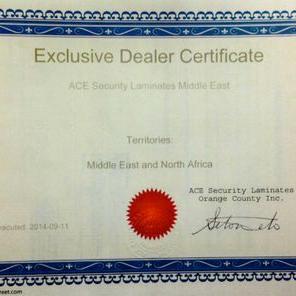 Exclusive Dealer Certificate
ACE Security Laminates Middle East
Territories:
Middle East and North Africa
ACE Security Laminates
Orange County Inc.
2014-09-11